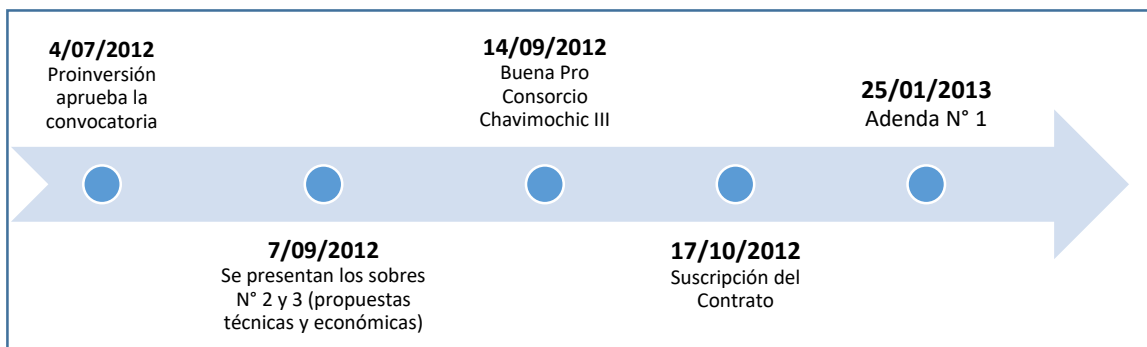 4/07/2012
Proinversión
aprueba la
convocatoria
7/09/2012
Se presentan los sobres
N° 2 y 3 (propuestas
técnicas y económicas)
14/09/2012
Buena Pro
Consorcio
Chavimochic III
17/10/2012
Suscripción del
Contrato
25/01/2013
Adenda N° 1